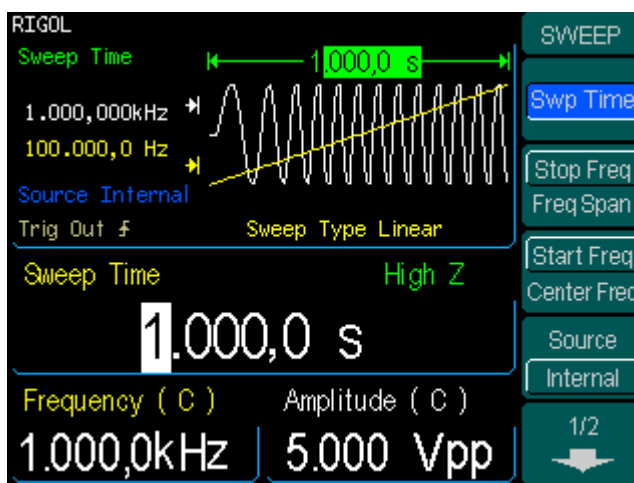 RIGOL
SWEEP
Sweep Time
1.000,0 s
1.000,000kHz
Swp Time
100.000,0 Hz
Stop Freq
Source Internal
Freq Span
Trig Out
Sweep Type Linear
Start Freq
Sweep Time
High Z
Center Freq
1.000,0 s
Source
Internal
Frequency ( C )
Amplitude ( C )
1/2
1.000,0kHz
5.000 Vpp